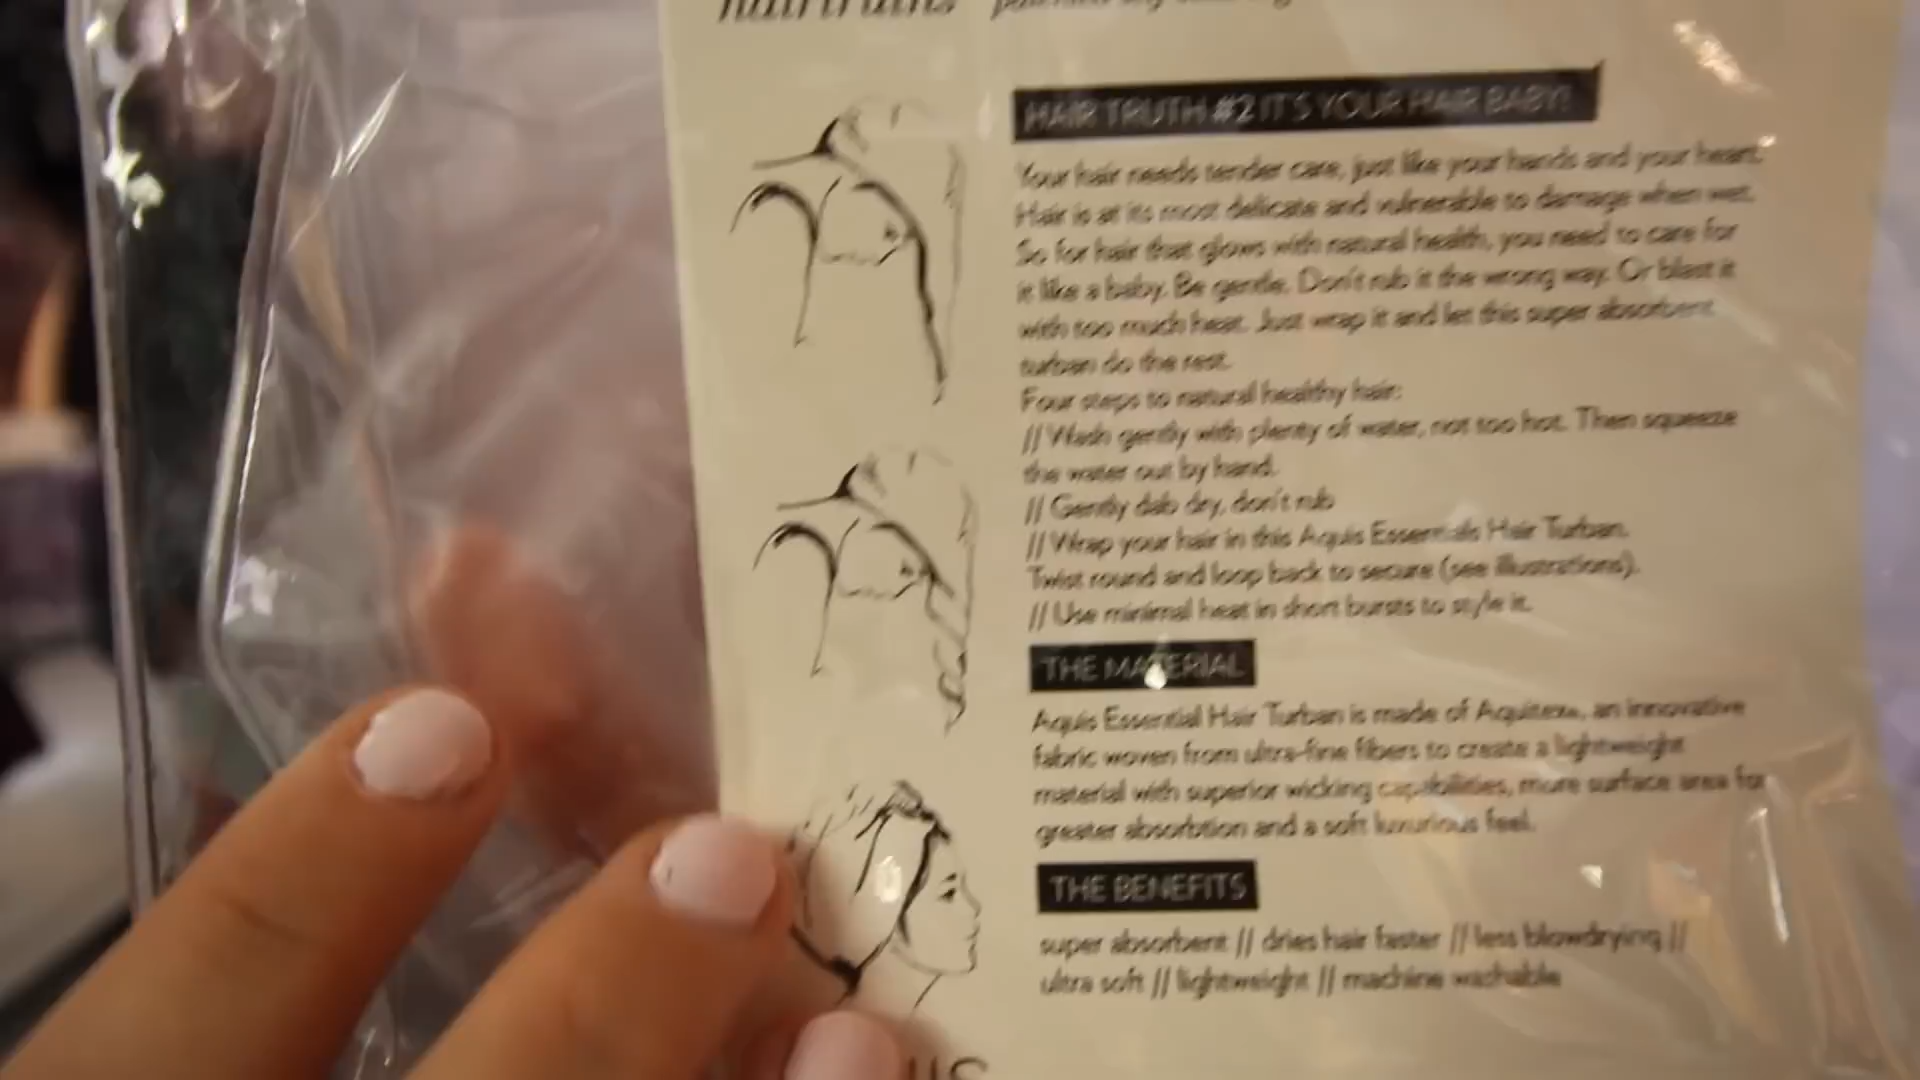 hairtruths
HAIR TRUTH #2 IT'S YOUR HAIR BABY!
Your hair needs tender care, just like your hands and your heart.
Hair is at its most delicate and vulnerable to damage when wet.
So for hair that glows with natural health, you need to care for
it like a baby. Be gentle. Don't rub it the wrong way. Or blast it
with too much heat. Just wrap it and let this super absorbent
turban do the rest.
Four steps to natural healthy hair:
// Wash gently with plenty of water, not too hot. Then squeeze
the water out by hand.
// Gently dab dry, don't rub
// Wrap your hair in this Aquis Essentials Hair Turban.
Twist round and loop back to secure (see illustrations).
// Use minimal heat in short bursts to style it.
THE MATERIAL
Aquis Essential Hair Turban is made of Aquitex™, an innovative
fabric woven from ultra-fine fibers to create a lightweight
material with superior wicking capabilities, more surface area for
greater absorbtion and a soft luxurious feel.
THE BENEFITS
super absorbent // dries hair faster // less blowdrying //
ultra soft // lightweight // machine washable